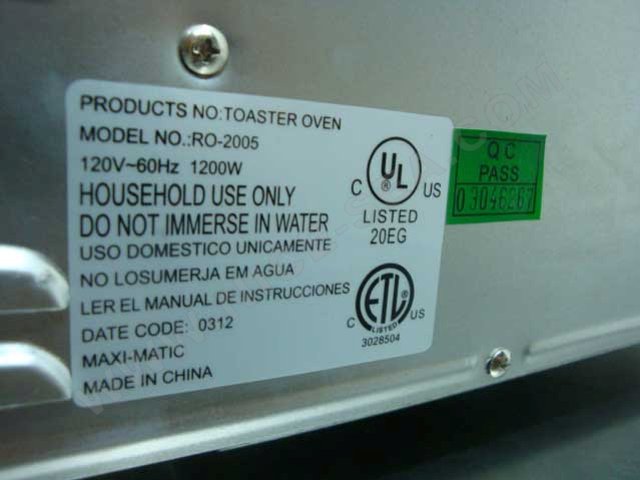 PRODUCTS NO:TOASTER OVEN
MODEL NO.:RO-2005
120V~60Hz 1200W
HOUSEHOLD USE ONLY
DO NOT IMMERSE IN WATER
USO DOMESTICO UNICAMENTE
NO LOSUMERJA EM AGUA
LER EL MANUAL DE INSTRUCCIONES
DATE CODE: 0312
MAXI-MATIC
MADE IN CHINA
C UL ® US
LISTED
20EG
C ETL US
LISTED
3028504
QC
PASS
03046267